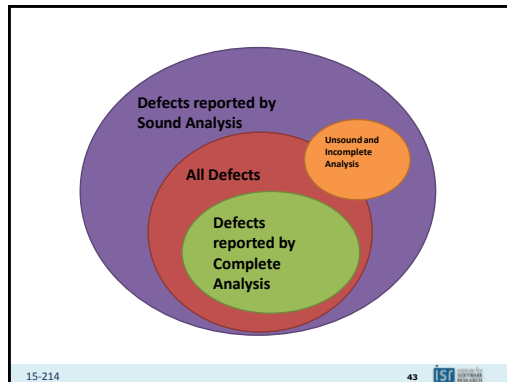 Defects reported by
Sound Analysis
Unsound and
Incomplete
Analysis
All Defects
Defects
reported by
Complete
Analysis
15-214
43
isr